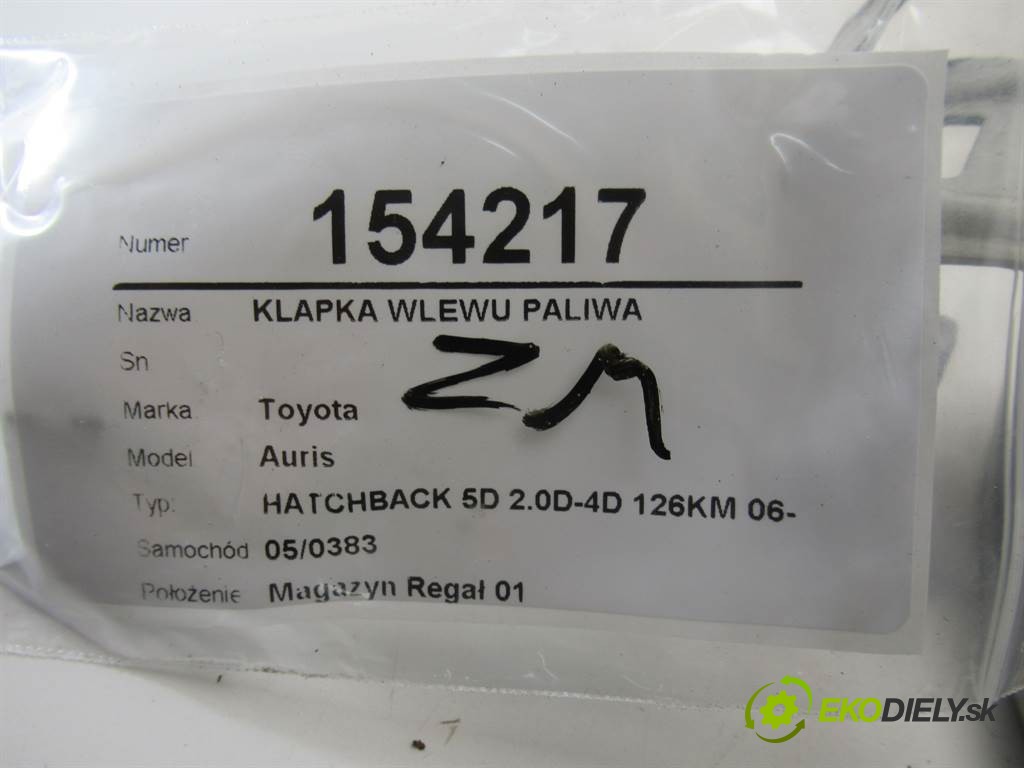 Numer 154217
Nazwa KLAPKA WLEWU PALIWA
Sn
Marka Toyota
Model Auris
Typ: HATCHBACK 5D 2.0D-4D 126KM 06-
Samochód 05/0383
Położenie Magazyn Regał 01
EKODIELY.sk